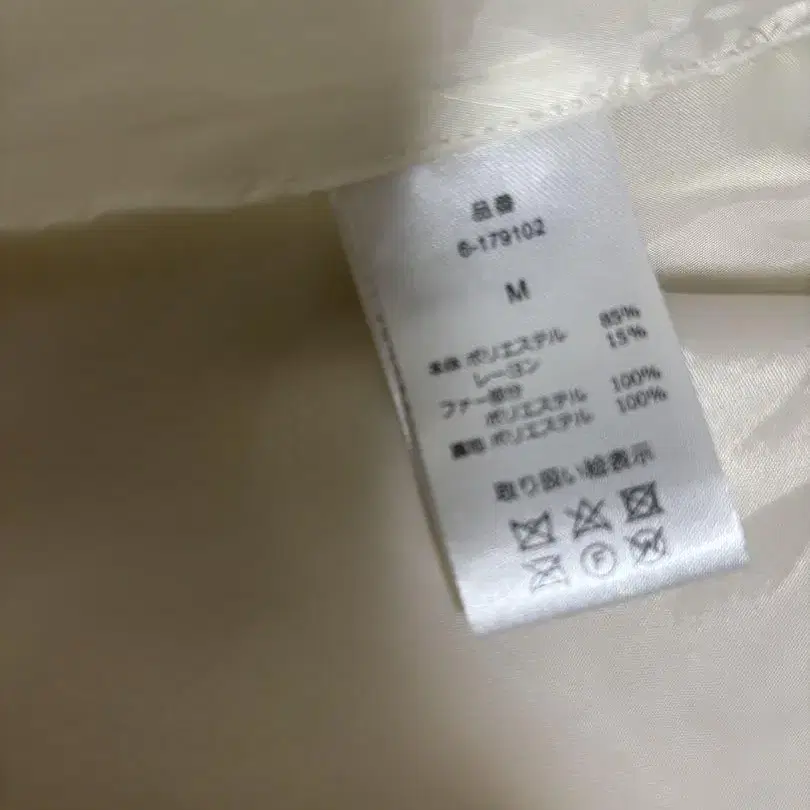 品番
6-179102
M
本体 ポリエステル 85%
レーヨン 15%
ファー部分
ポリエステル 100%
裏地 ポリエステル 100%
取り扱い絵表示
F